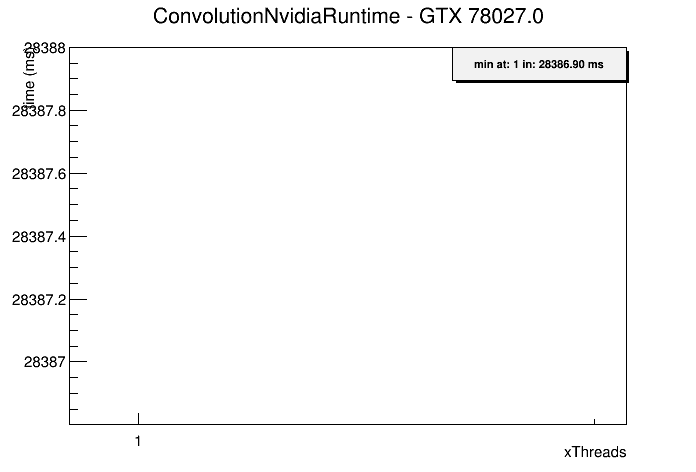 ConvolutionNvidiaRuntime - GTX 78027.0
min at: 1 in: 28386.90 ms
time (ms)
28388
28387.8
28387.6
28387.4
28387.2
28387
1
xThreads